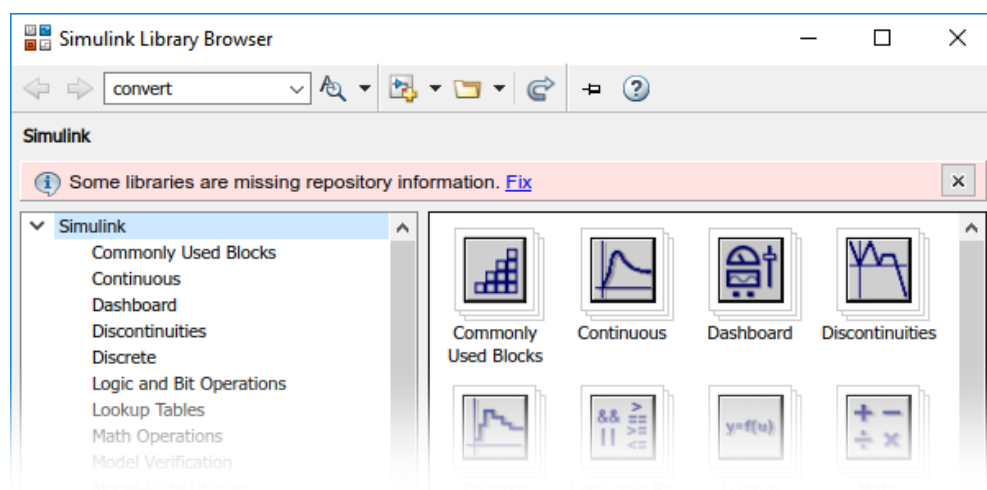 Simulink Library Browser
convert
Simulink
Some libraries are missing repository information. Fix
Simulink
Commonly Used Blocks
Continuous
Dashboard
Discontinuities
Discrete
Logic and Bit Operations
Lookup Tables
Math Operations
Model Verification
Commonly
Used Blocks
Continuous
Dashboard
Discontinuities
&& >
== 
|| >=
<=
y=f(u)
+ −
÷ ×